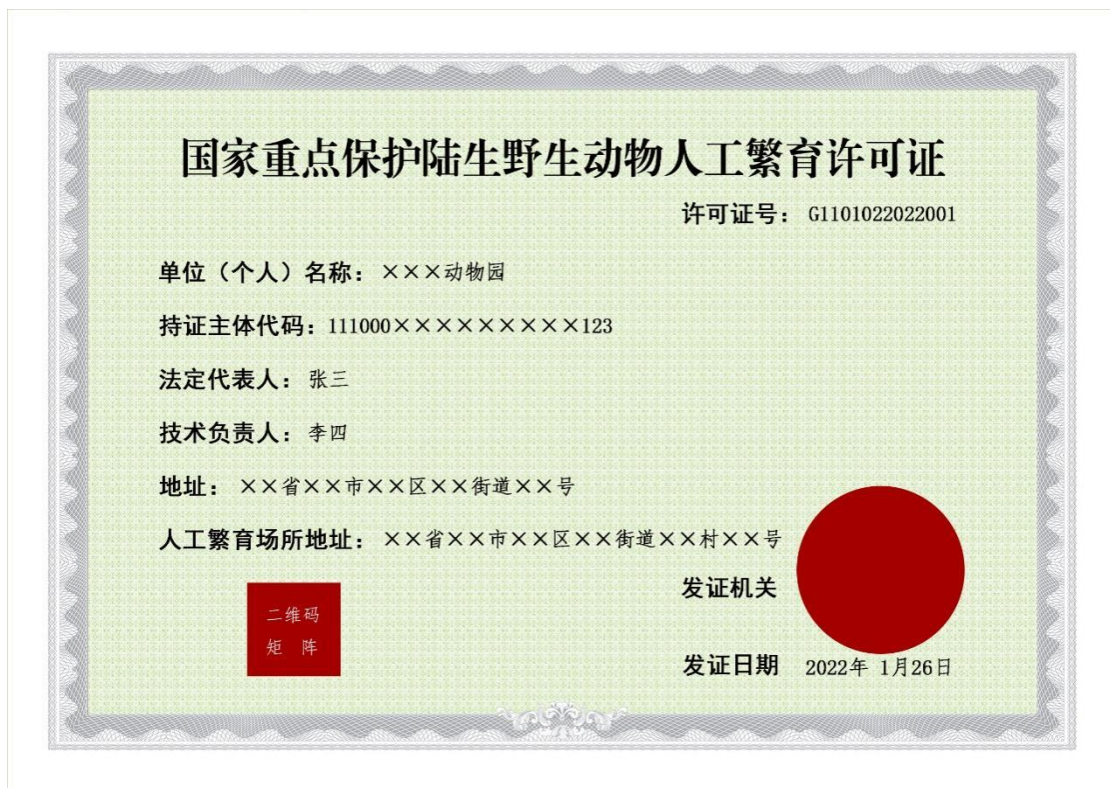 国家重点保护陆生野生动物人工繁育许可证
许可证号： G1101022022001
单位（个人）名称：×××动物园
持证主体代码：111000×××××××××123
法定代表人：张三
技术负责人：李四
地址：××省××市××区××街道××号
人工繁育场所地址：××省××市××区××街道××村××号
二维码
矩 阵
发证机关
发证日期 2022年 1月26日